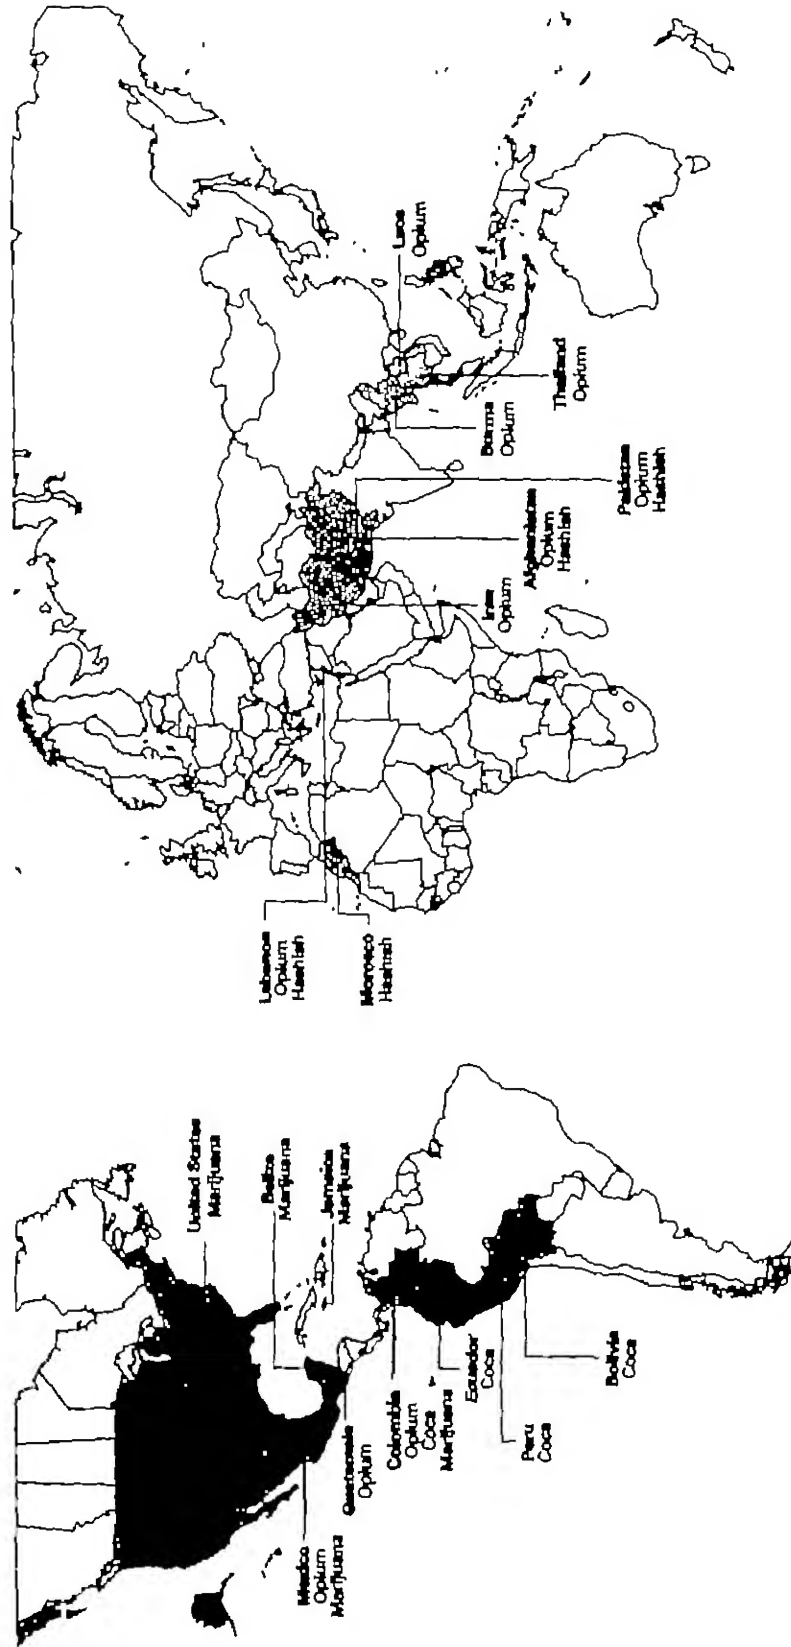 United States
Marijuana
Belize
Marijuana
Jamaica
Marijuana
Mexico
Opium
Marijuana
Guatemala
Opium
Colombia
Opium
Coca
Marijuana
Ecuador
Coca
Peru
Coca
Bolivia
Coca
Lebanon
Opium
Hashish
Morocco
Hashish
Iran
Opium
Afghanistan
Opium
Hashish
Pakistan
Opium
Hashish
Burma
Opium
Thailand
Opium
Laos
Opium